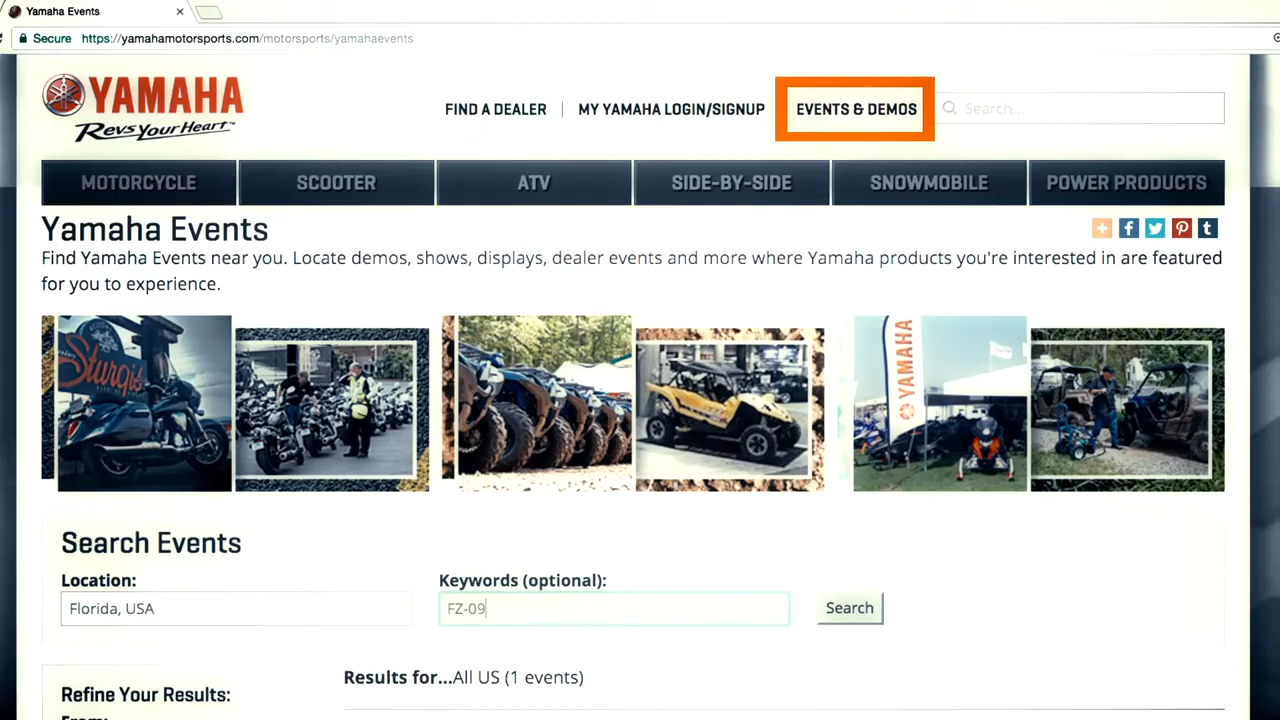 Yamaha Events
Secure https://yamahamotorsports.com/motorsports/yamahaevents
YAMAHA
Revs Your Heart™
FIND A DEALER | MY YAMAHA LOGIN/SIGNUP
EVENTS & DEMOS
Search...
MOTORCYCLE
SCOOTER
ATV
SIDE-BY-SIDE
SNOWMOBILE
POWER PRODUCTS
Yamaha Events
Find Yamaha Events near you. Locate demos, shows, displays, dealer events and more where Yamaha products you're interested in are featured
for you to experience.
Sturgis
YAMAHA
Search Events
Location:
Keywords (optional):
Florida, USA
FZ-09
Search
Results for...All US (1 events)
Refine Your Results:
From: